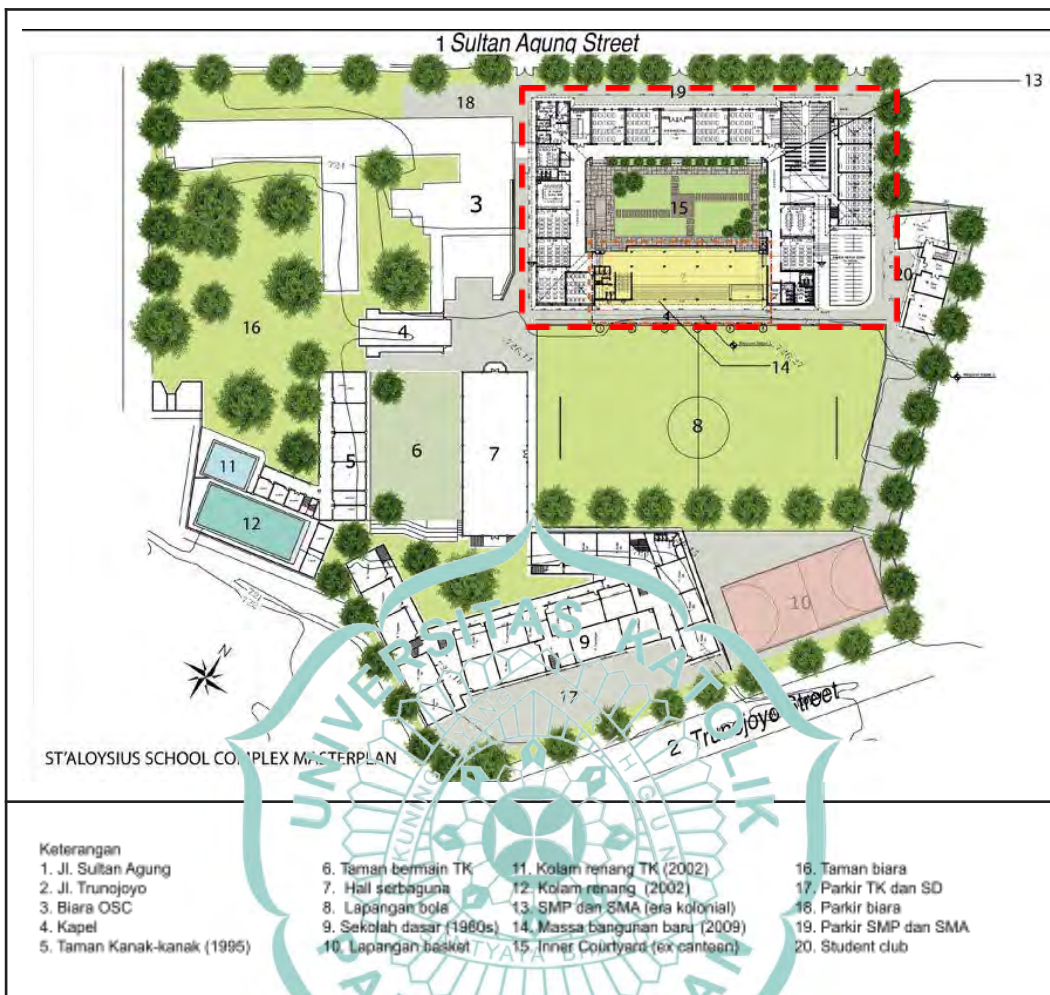 1 Sultan Agung Street
13
18
19
3
15
20
16
4
4
14
8
6
7
5
11
12
10
9
17
N
2 Trunojoyo Street
ST'ALOYSIUS SCHOOL COMPLEX MASTERPLAN
UNIVERSITAS KATOLIK
Keterangan
1. Jl. Sultan Agung
2. Jl. Trunojoyo
3. Biara OSC
4. Kapel
5. Taman Kanak-kanak (1995)
6. Taman bermain TK
7. Hall serbaguna
8. Lapangan bola
9. Sekolah dasar (1980s)
10. Lapangan basket
11. Kolam renang TK (2002)
12. Kolam renang (2002)
13. SMP dan SMA (era kolonial)
14. Massa bangunan baru (2009)
15. Inner Courtyard (ex canteen)
16. Taman biara
17. Parkir TK dan SD
18. Parkir biara
19. Parkir SMP dan SMA
20. Student club